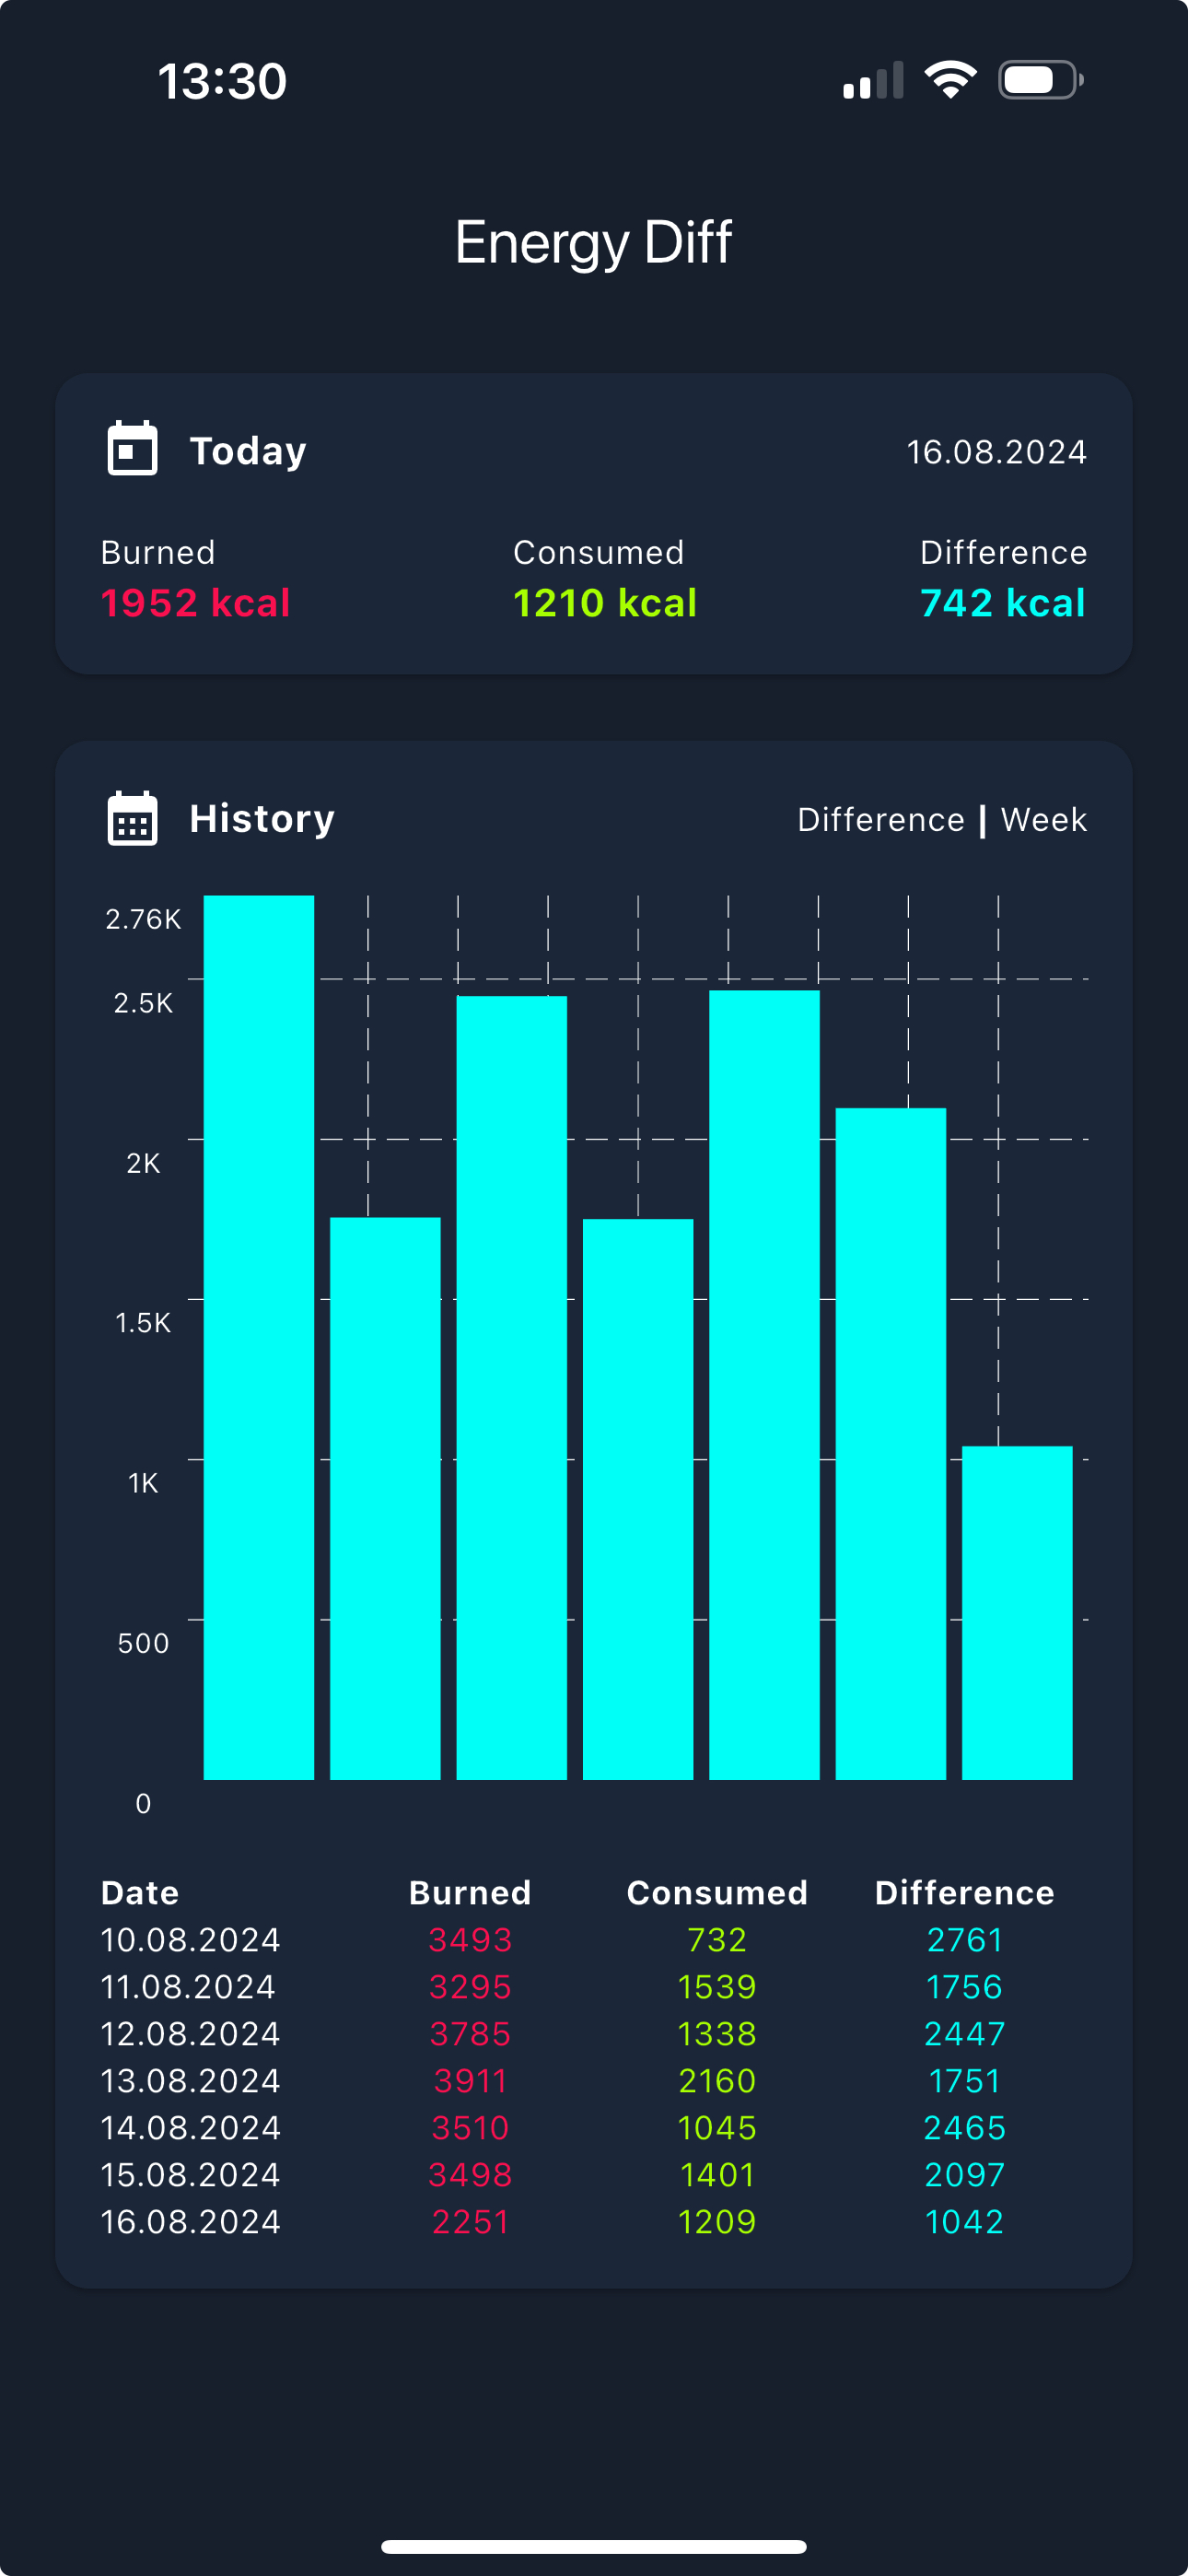 13:30
Energy Diff
Today 16.08.2024
Burned Consumed Difference
1952 kcal 1210 kcal 742 kcal
History Difference | Week
2.76K
2.5K
2K
1.5K
1K
500
0
Date Burned Consumed Difference
10.08.2024 3493 732 2761
11.08.2024 3295 1539 1756
12.08.2024 3785 1338 2447
13.08.2024 3911 2160 1751
14.08.2024 3510 1045 2465
15.08.2024 3498 1401 2097
16.08.2024 2251 1209 1042